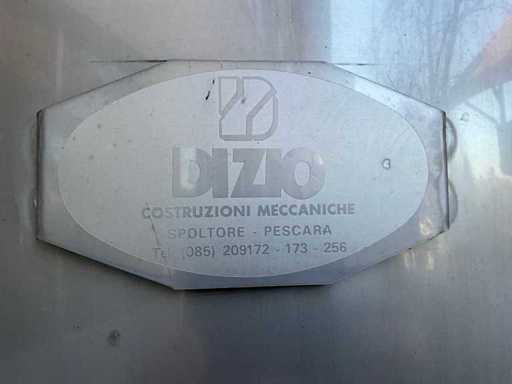 DIZIO
COSTRUZIONI MECCANICHE
SPOLTORE - PESCARA
Tel. (085) 209172 - 173 - 256